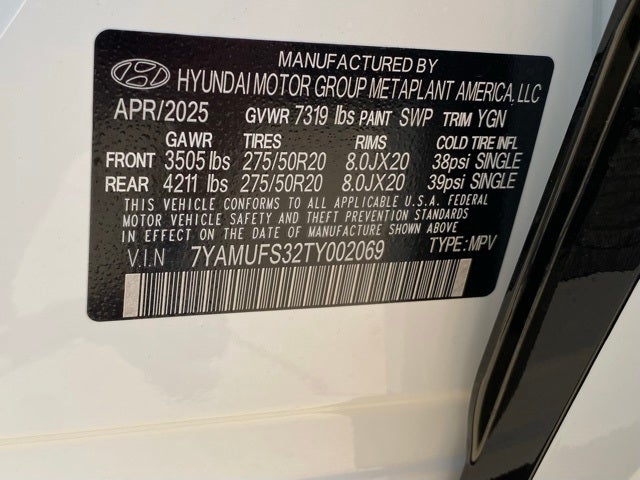 MANUFACTURED BY
HYUNDAI MOTOR GROUP METAPLANT AMERICA, LLC
APR/2025 GVWR 7319 lbs PAINT SWP TRIM YGN
GAWR TIRES RIMS COLD TIRE INFL
FRONT 3505 lbs 275/50R20 8.0JX20 38psi SINGLE
REAR 4211 lbs 275/50R20 8.0JX20 39psi SINGLE
THIS VEHICLE CONFORMS TO ALL APPLICABLE U.S.A. FEDERAL
MOTOR VEHICLE SAFETY AND THEFT PREVENTION STANDARDS
IN EFFECT ON THE DATE OF MANUFACTURE SHOWN ABOVE
V.I.N 7YAMUFS32TY002069 TYPE:MPV